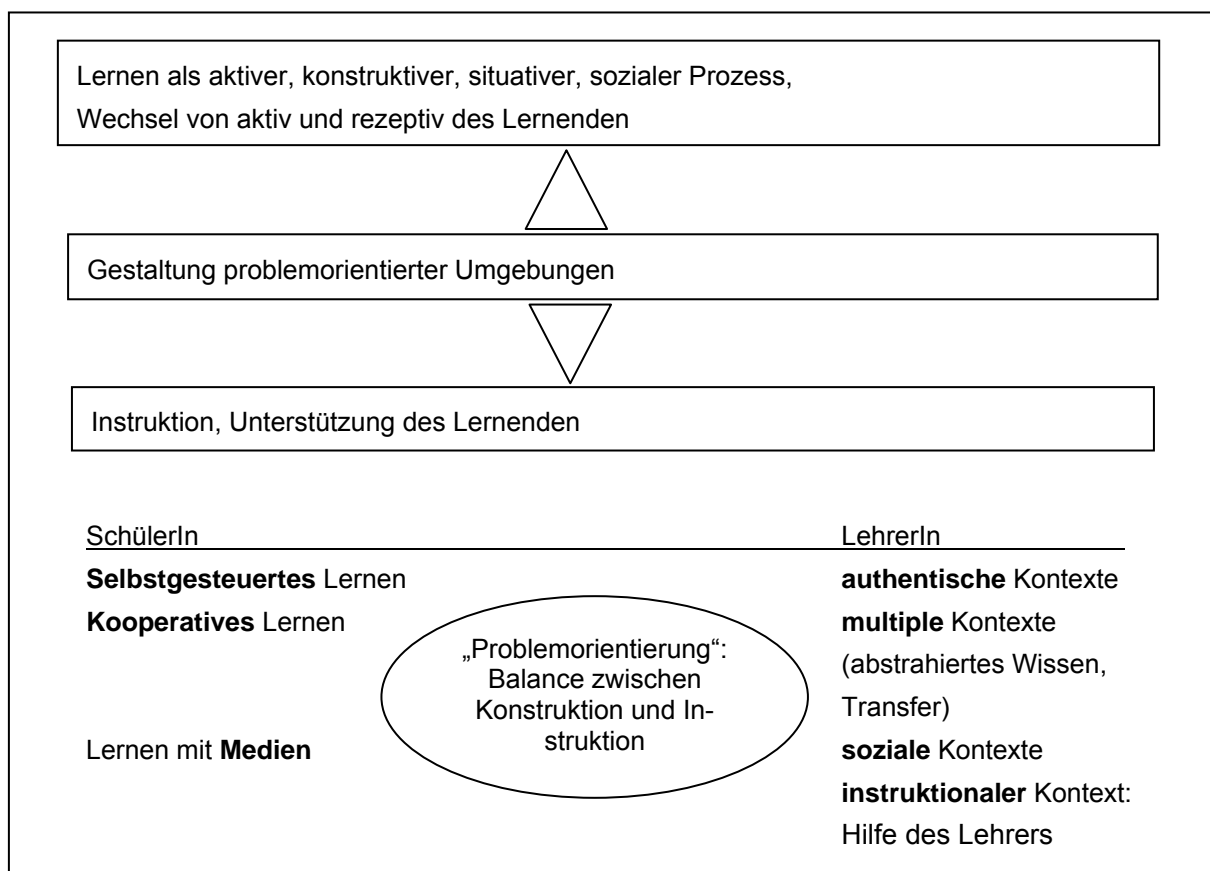 Lernen als aktiver, konstruktiver, situativer, sozialer Prozess,
Wechsel von aktiv und rezeptiv des Lernenden
Gestaltung problemorientierter Umgebungen
Instruktion, Unterstützung des Lernenden
SchülerIn
LehrerIn
Selbstgesteuertes Lernen
Kooperatives Lernen
Lernen mit Medien
„Problemorientierung“:
Balance zwischen
Konstruktion und In-
struktion
authentische Kontexte
multiple Kontexte
(abstrahiertes Wissen,
Transfer)
soziale Kontexte
instruktionaler Kontext:
Hilfe des Lehrers